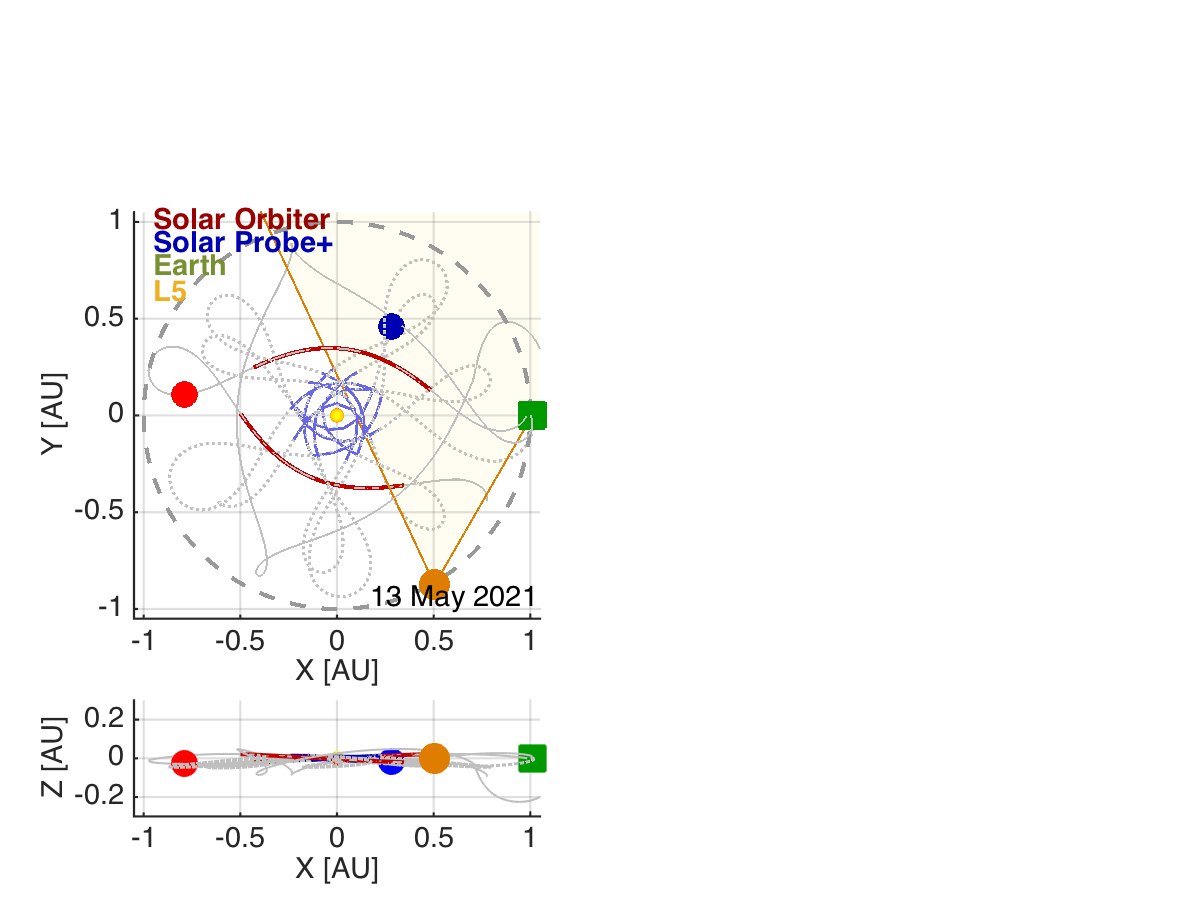 1
Solar Orbiter
Solar Probe+
Earth
L5
0.5
0
-0.5
-1
Y [AU]
13 May 2021
-1 -0.5 0 0.5 1
X [AU]
0.2
0
-0.2
Z [AU]
-1 -0.5 0 0.5 1
X [AU]